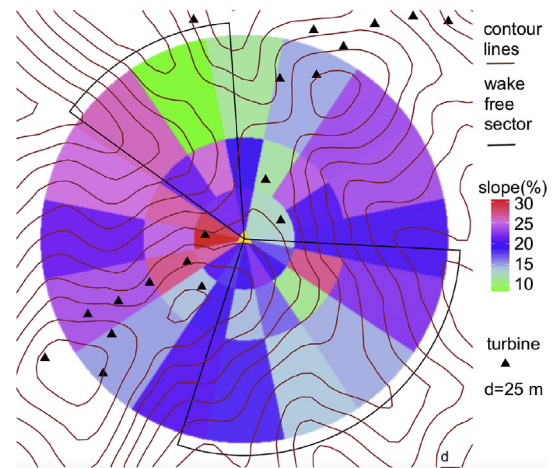 contour
lines
wake
free
sector
slope(%)
30
25
20
15
10
turbine
d=25 m
d